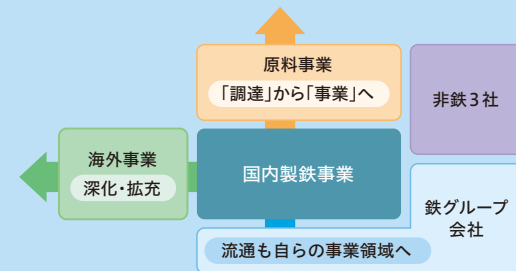 原料事業
「調達」から「事業」へ
非鉄3社
海外事業
深化・拡充
国内製鉄事業
鉄グループ
会社
流通も自らの事業領域へ